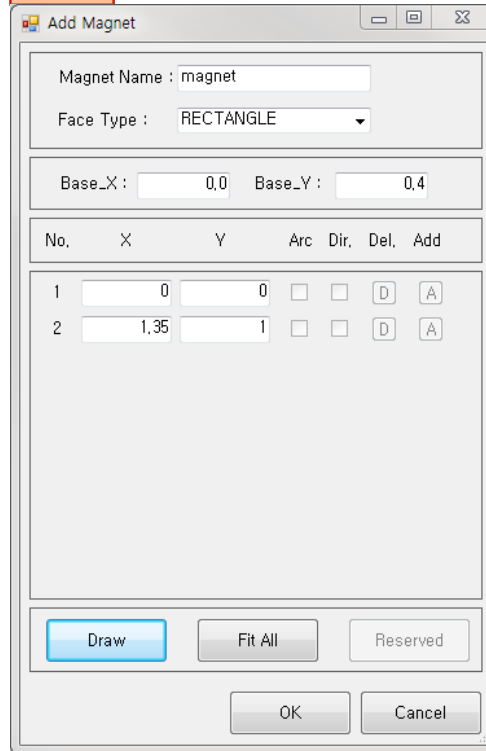 Add Magnet
Magnet Name : magnet
Face Type : RECTANGLE
Base_X : 0.0 Base_Y : 0.4
No. X Y Arc Dir. Del. Add
1 0 0 D A
2 1.35 1 D A
Draw Fit All Reserved
OK Cancel